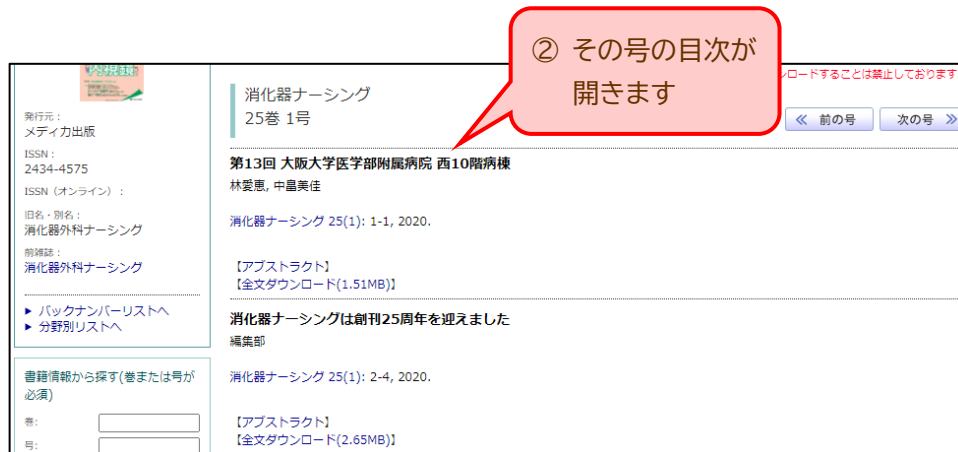 ② その号の目次が
開きます
ンロードすることは禁止しております
発行元：
メディカ出版
ISSN：
2434-4575
ISSN（オンライン）：
旧名・別名：
消化器外科ナーシング
前雑誌：
消化器外科ナーシング
▶ バックナンバーリストへ
▶ 分野別リストへ
書籍情報から探す(巻または号が
必須)
巻:
号:
消化器ナーシング
25巻 1号
≪ 前の号
次の号 ≫
第13回 大阪大学医学部附属病院 西10階病棟
林愛恵, 中畠美佳
消化器ナーシング 25(1): 1-1, 2020.
【アブストラクト】
【全文ダウンロード(1.51MB)】
消化器ナーシングは創刊25周年を迎えました
編集部
消化器ナーシング 25(1): 2-4, 2020.
【アブストラクト】
【全文ダウンロード(2.65MB)】